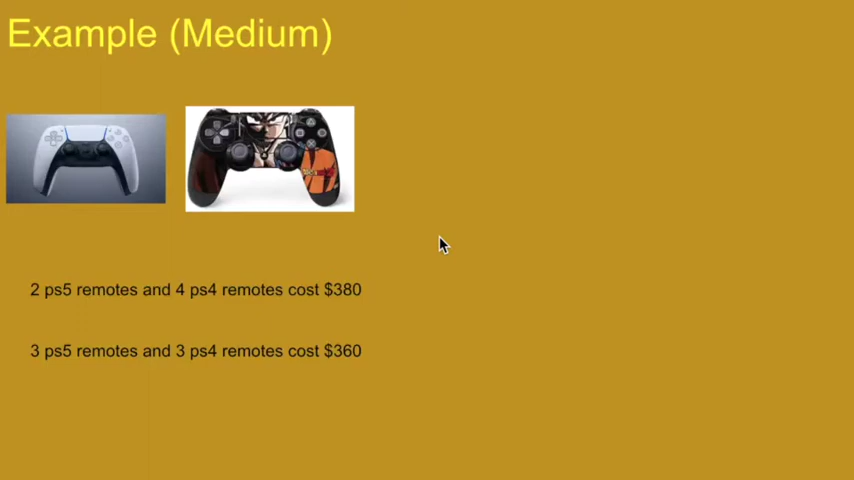 Example (Medium)
2 ps5 remotes and 4 ps4 remotes cost $380
3 ps5 remotes and 3 ps4 remotes cost $360